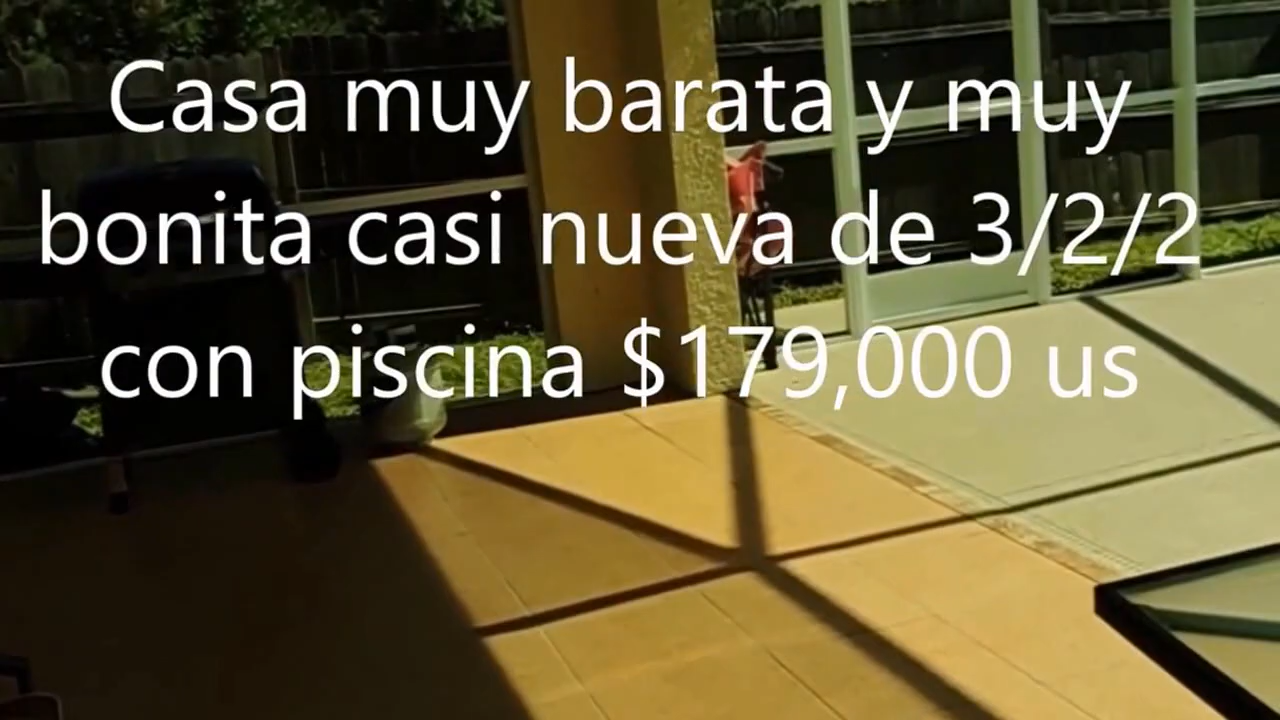 Casa muy barata y muy
bonita casi nueva de 3/2/2
con piscina $179,000 us